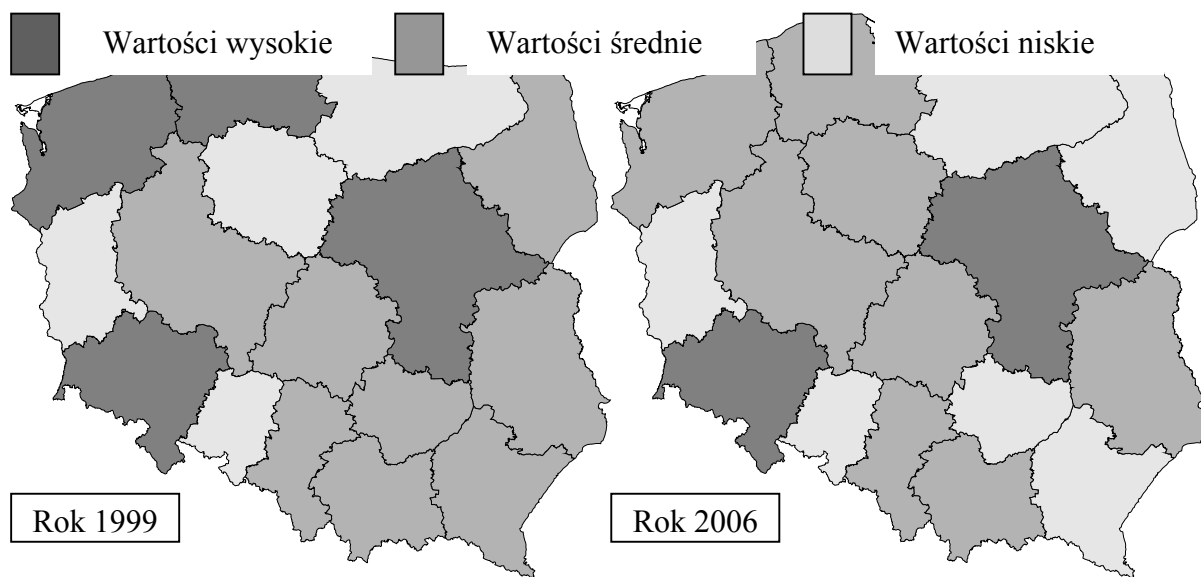 Wartości wysokie
Wartości średnie
Wartości niskie
Rok 1999
Rok 2006